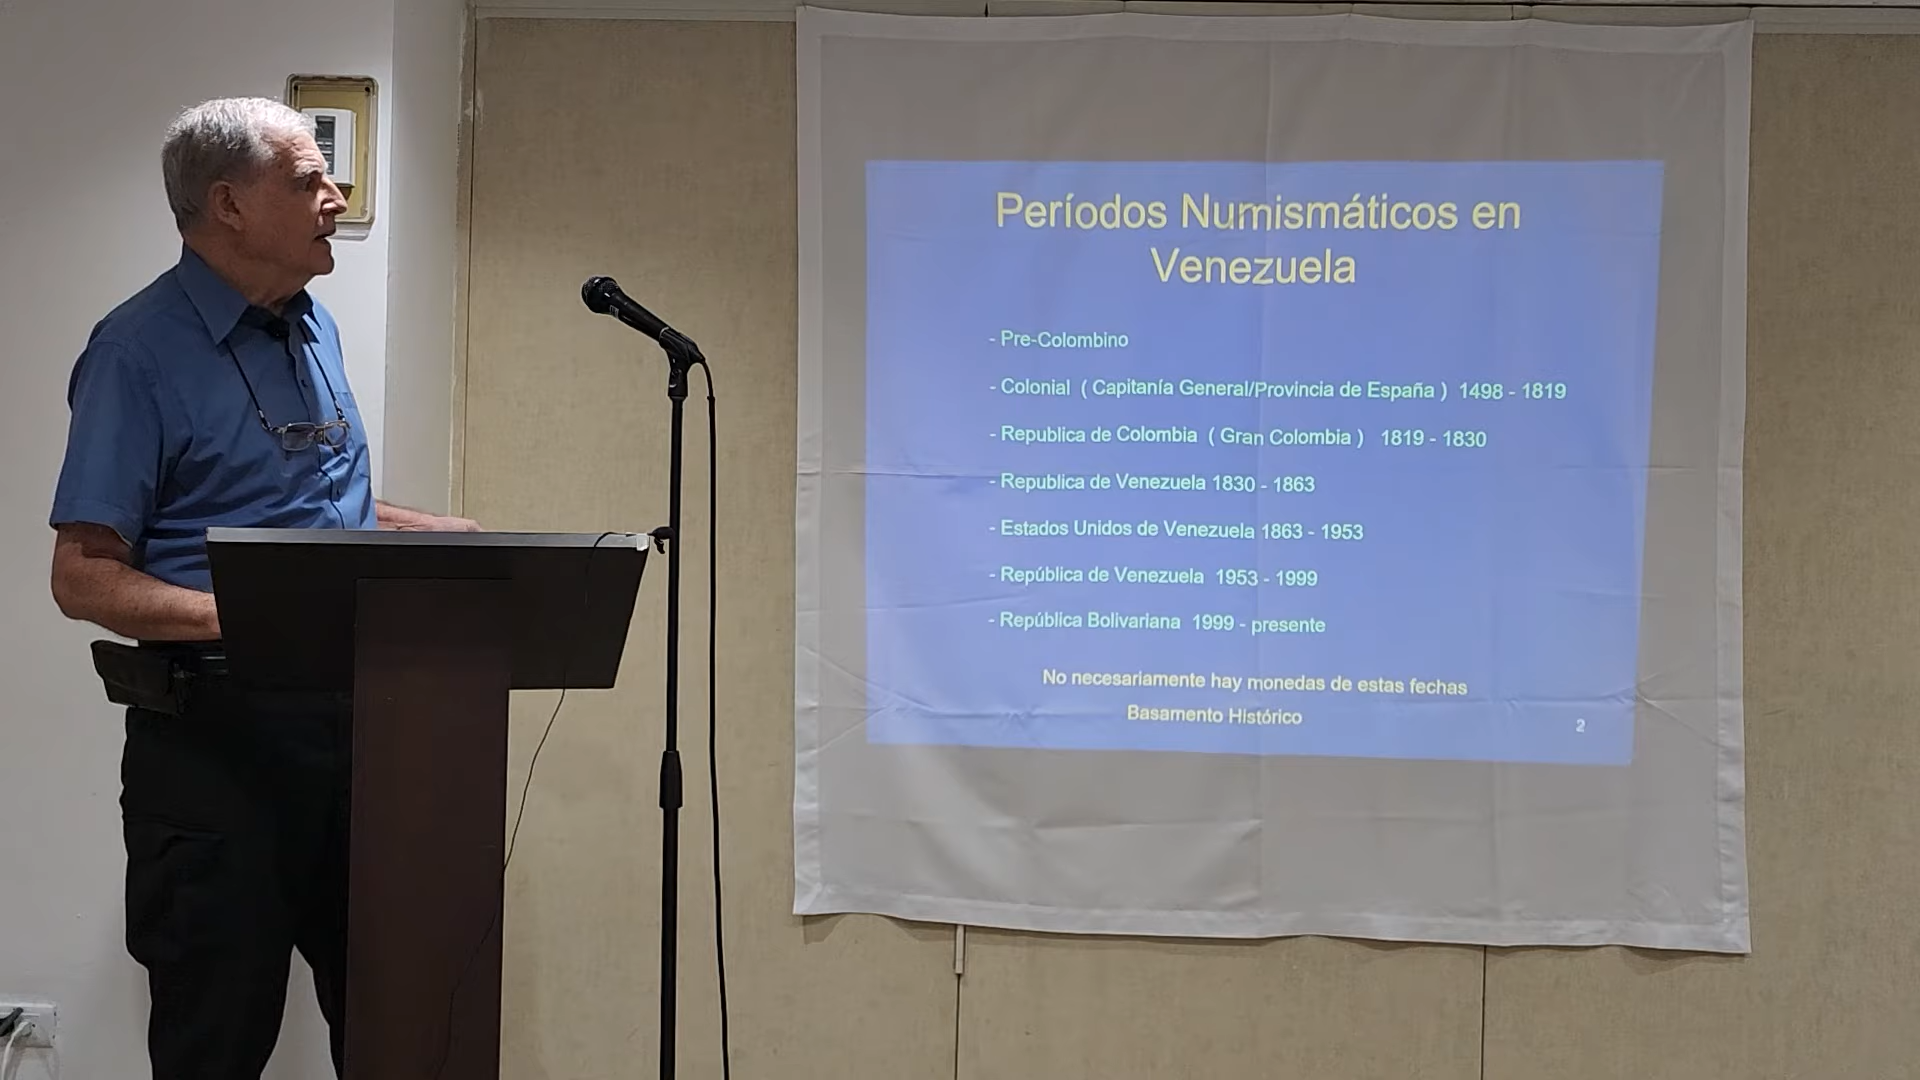 Períodos Numismáticos en
Venezuela
- Pre-Colombino
- Colonial ( Capitanía General/Provincia de España ) 1498 - 1819
- Republica de Colombia ( Gran Colombia ) 1819 - 1830
- Republica de Venezuela 1830 - 1863
- Estados Unidos de Venezuela 1863 - 1953
- República de Venezuela 1953 - 1999
- República Bolivariana 1999 - presente
No necesariamente hay monedas de estas fechas
Basamento Histórico
2